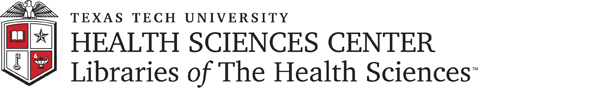 TEXAS TECH UNIVERSITY
HEALTH SCIENCES CENTER
Libraries of The Health Sciences™